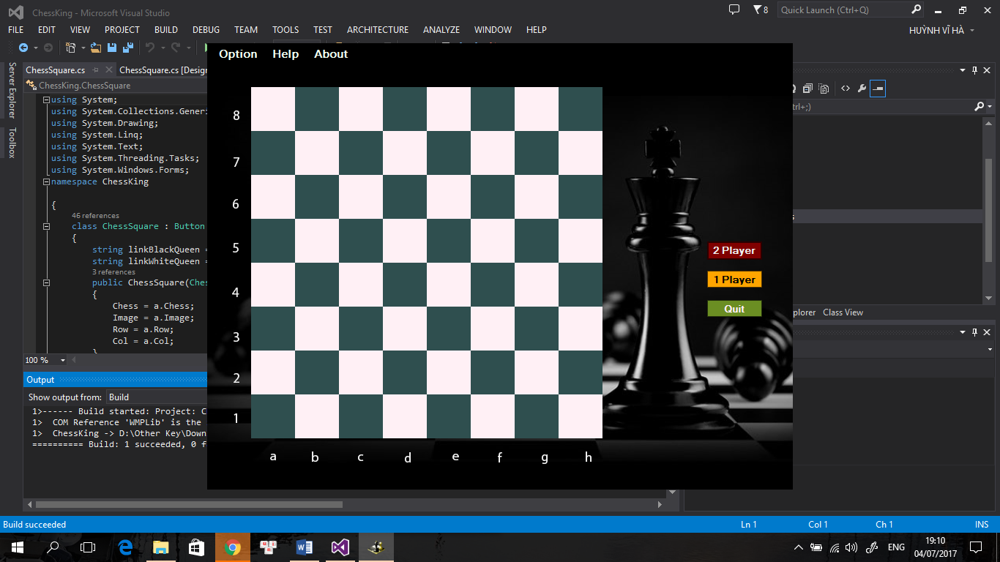 ChessKing - Microsoft Visual Studio
8
Quick Launch (Ctrl+Q)
FILE EDIT VIEW PROJECT BUILD DEBUG TEAM TOOLS TEST ARCHITECTURE ANALYZE WINDOW HELP
HUỲNH VĨ HÀ
Server Explorer
Toolbox
ChessSquare.cs
ChessSquare.cs [Design
ChessKing.ChessSquare
using System;
using System.Collections.Generi
using System.Drawing;
using System.Linq;
using System.Text;
using System.Threading.Tasks;
using System.Windows.Forms;
namespace ChessKing
{
46 references
class ChessSquare : Button
{
string linkBlackQueen =
string linkWhiteQueen =
3 references
public ChessSquare(Ches
{
Chess = a.Chess;
Image = a.Image;
Row = a.Row;
Col = a.Col;
}
100 %
Output
Show output from: Build
1>------ Build started: Project: C
1> COM Reference 'WMPLib' is the
1> ChessKing -> D:\Other Key\Down
========== Build: 1 succeeded, 0 f
Option Help About
8
7
6
5
4
3
2
1
a b c d e f g h
2 Player
1 Player
Quit
trl+;)
s
plorer Class View
Build succeeded
Ln 1 Col 1 Ch 1 INS
ENG
19:10
04/07/2017